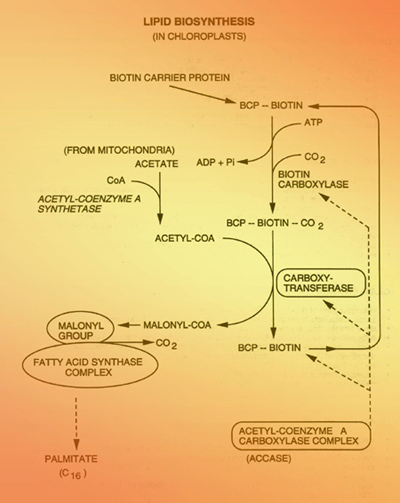 LIPID BIOSYNTHESIS
(IN CHLOROPLASTS)
BIOTIN CARRIER PROTEIN
BCP -- BIOTIN
ATP
(FROM MITOCHONDRIA)
ACETATE
ADP + Pi
CO2
BIOTIN
CARBOXYLASE
CoA
ACETYL-COENZYME A
SYNTHETASE
BCP -- BIOTIN -- CO2
ACETYL-COA
CARBOXY-
TRANSFERASE
MALONYL
GROUP
MALONYL-COA
CO2
BCP -- BIOTIN
FATTY ACID SYNTHASE
COMPLEX
ACETYL-COENZYME A
CARBOXYLASE COMPLEX
(ACCASE)
PALMITATE
(C16)